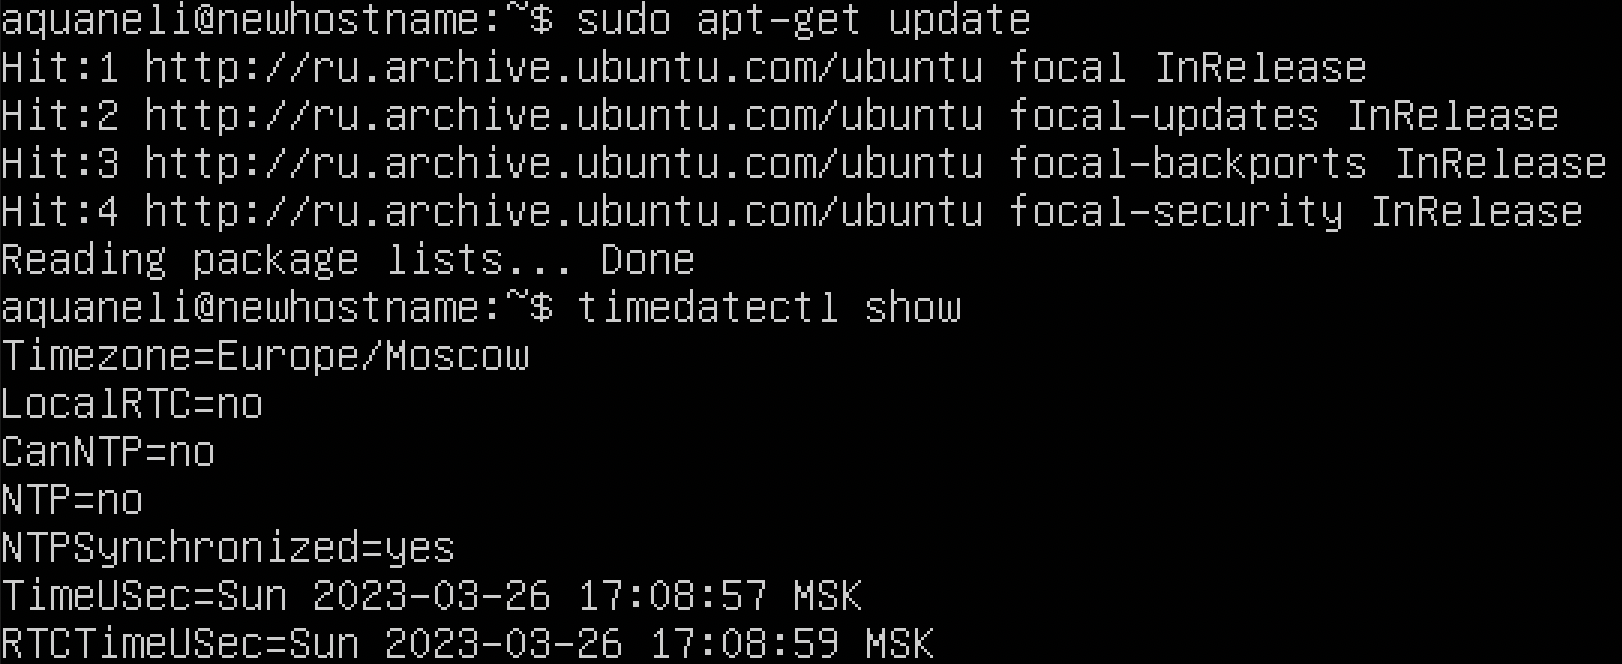 aquaneli@newhostname:~$ sudo apt-get update
Hit:1 http://ru.archive.ubuntu.com/ubuntu focal InRelease
Hit:2 http://ru.archive.ubuntu.com/ubuntu focal-updates InRelease
Hit:3 http://ru.archive.ubuntu.com/ubuntu focal-backports InRelease
Hit:4 http://ru.archive.ubuntu.com/ubuntu focal-security InRelease
Reading package lists... Done
aquaneli@newhostname:~$ timedatectl show
Timezone=Europe/Moscow
LocalRTC=no
CanNTP=no
NTP=no
NTPSynchronized=yes
TimeUSec=Sun 2023-03-26 17:08:57 MSK
RTCTimeUSec=Sun 2023-03-26 17:08:59 MSK